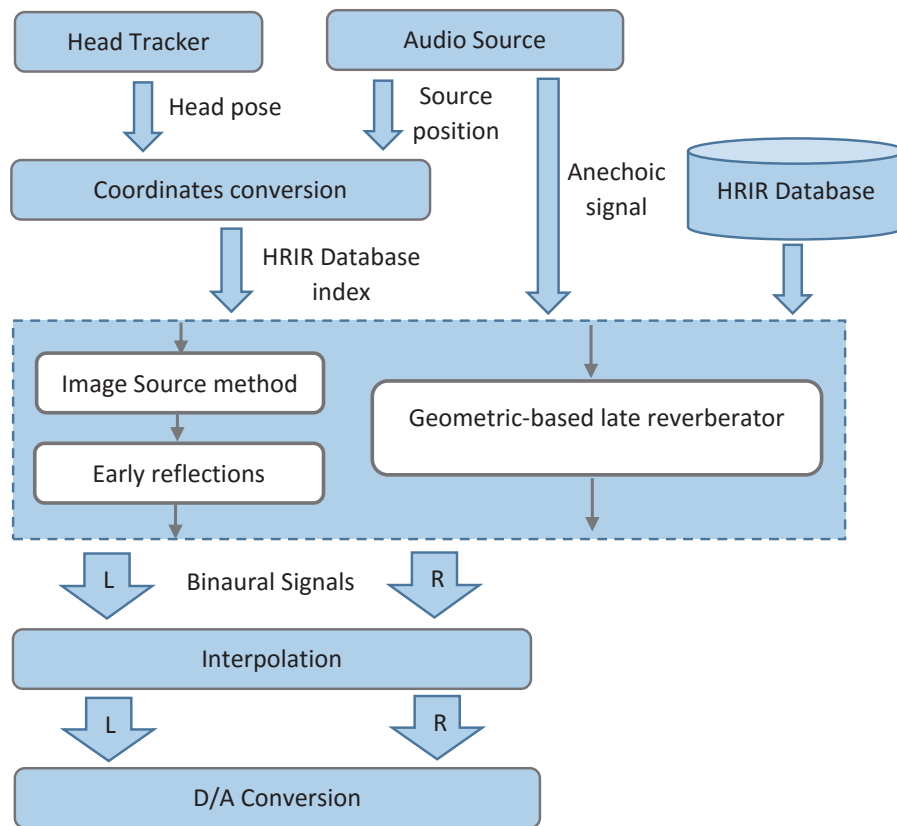 Head Tracker
Audio Source
Head pose
Source
position
Coordinates conversion
Anechoic
signal
HRIR Database
HRIR Database
index
Image Source method
Early reflections
Geometric-based late reverberator
L
Binaural Signals
R
Interpolation
L
R
D/A Conversion